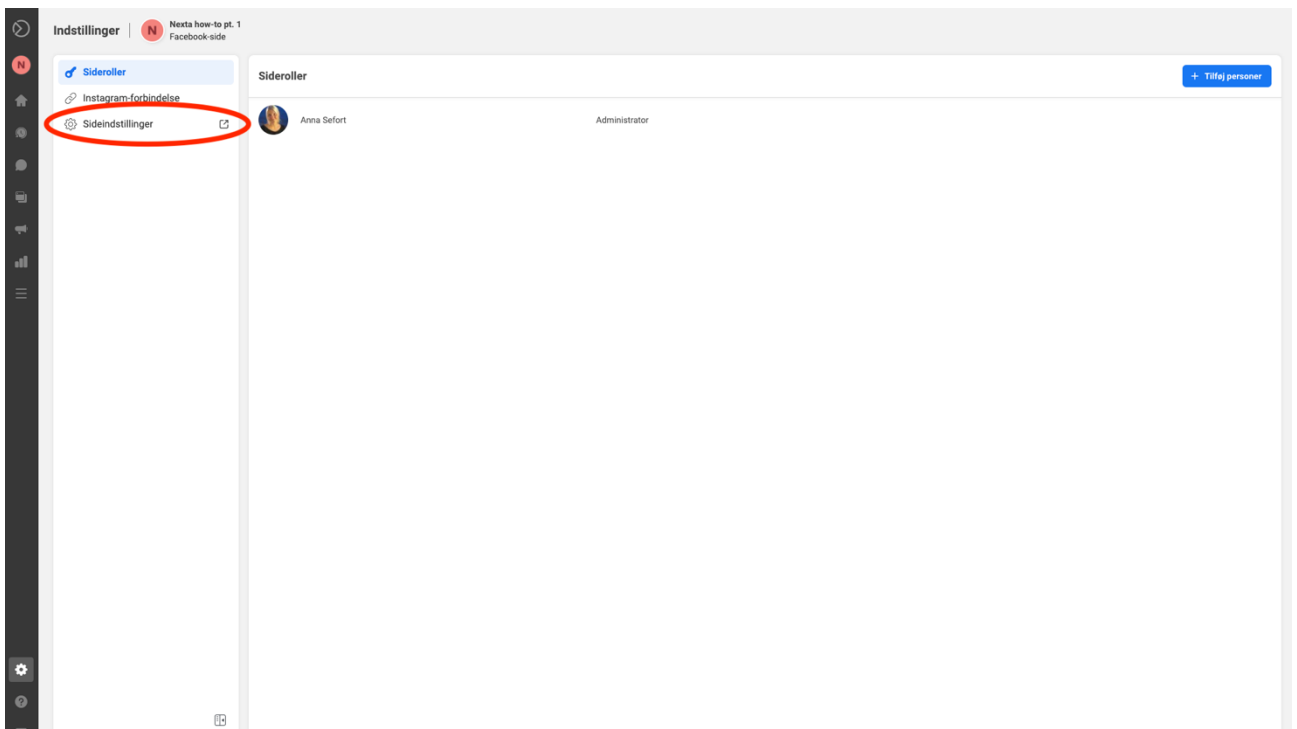 Indstillinger
N
Nexta how-to pt. 1
Facebook-side
N
Sideroller
Instagram-forbindelse
Sideindstillinger
Sideroller
+ Tilføj personer
Anna Sefort
Administrator